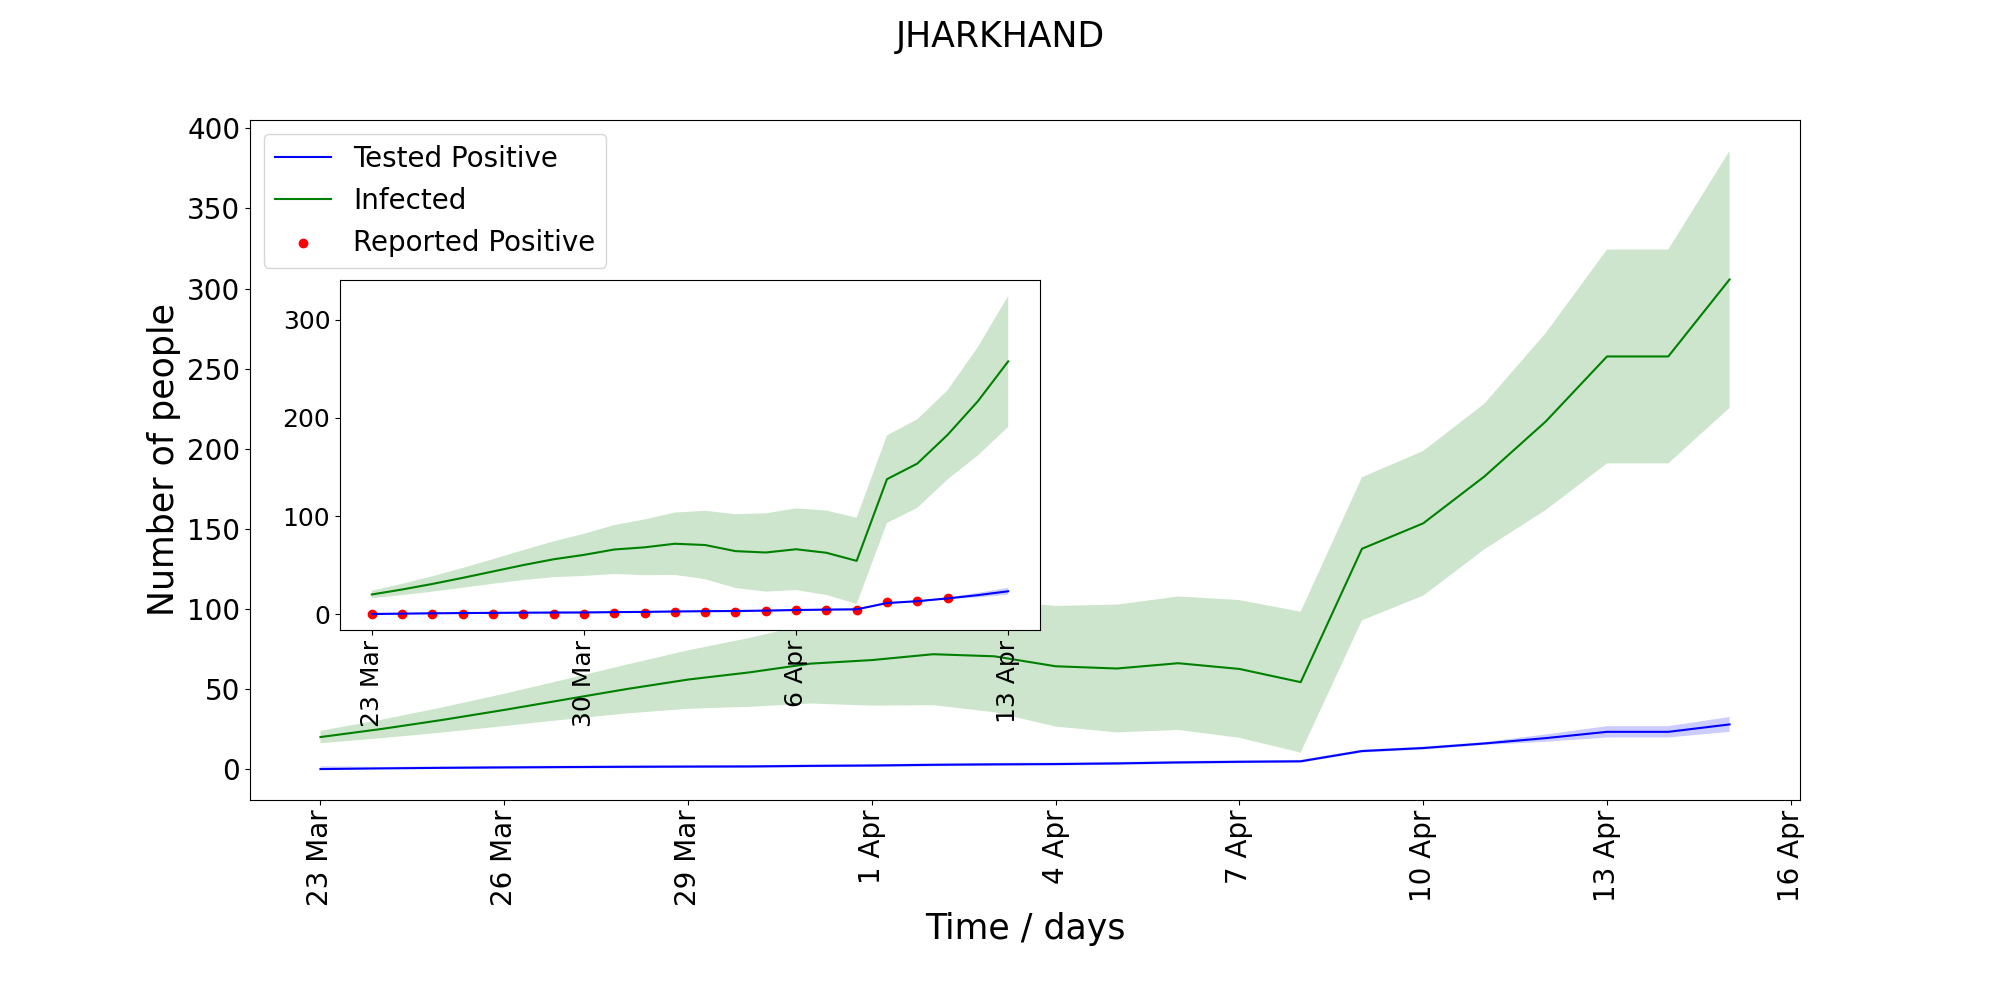 JHARKHAND
Tested Positive
Infected
Reported Positive
Number of people
400
350
300
250
200
150
100
50
0
300
200
100
0
23 Mar
30 Mar
6 Apr
13 Apr
23 Mar
26 Mar
29 Mar
1 Apr
4 Apr
7 Apr
10 Apr
13 Apr
16 Apr
Time / days